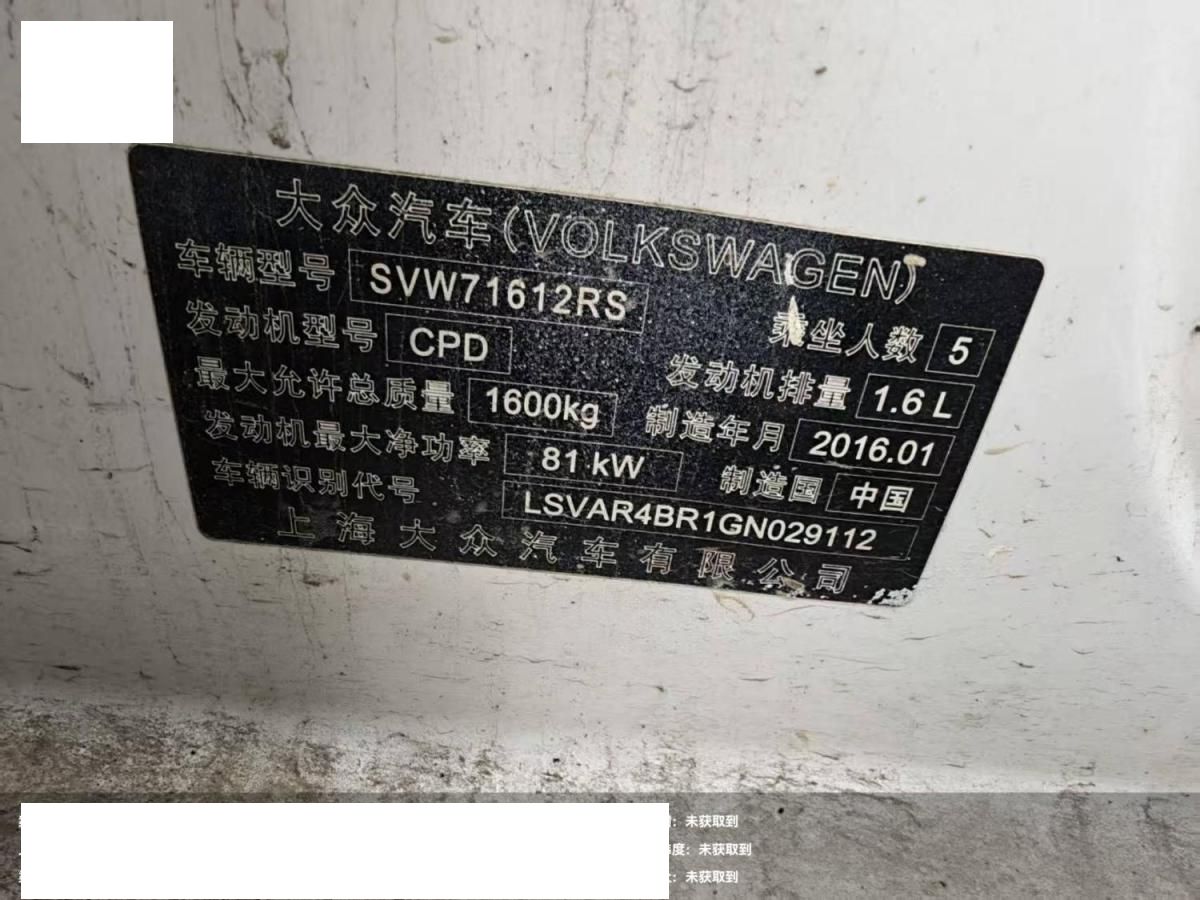 大众汽车(VOLKSWAGEN)
车辆型号 SVW71612RS 乘坐人数 5
发动机型号 CPD 发动机排量 1.6 L
最大允许总质量 1600kg 制造年月 2016.01
发动机最大净功率 81 kW 制造国 中国
车辆识别代号 LSVAR4BR1GN029112
上海大众汽车有限公司
：未获取到
度：未获取到
：未获取到